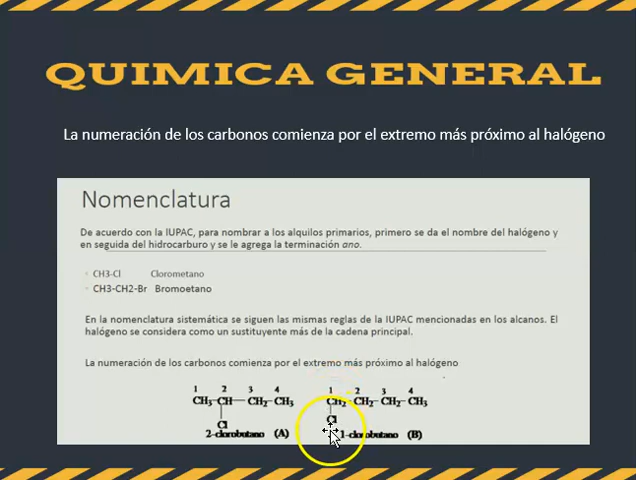 QUIMICA GENERAL
La numeración de los carbonos comienza por el extremo más próximo al halógeno
Nomenclatura
De acuerdo con la IUPAC, para nombrar a los alquilos primarios, primero se da el nombre del halógeno y
en seguida del hidrocarburo y se le agrega la terminación ano.
CH3-Cl Clorometano
CH3-CH2-Br Bromoetano
En la nomenclatura sistemática se siguen las mismas reglas de la IUPAC mencionadas en los alcanos. El
halógeno se considera como un sustituyente más de la cadena principal.
La numeración de los carbonos comienza por el extremo más próximo al halógeno
1 2 3 4 1 2 3 4
CH3-CH—CH2-CH3 CH2-CH2-CH2-CH3
Cl Cl
2-clorobutano (A) 1-clorobutano (B)